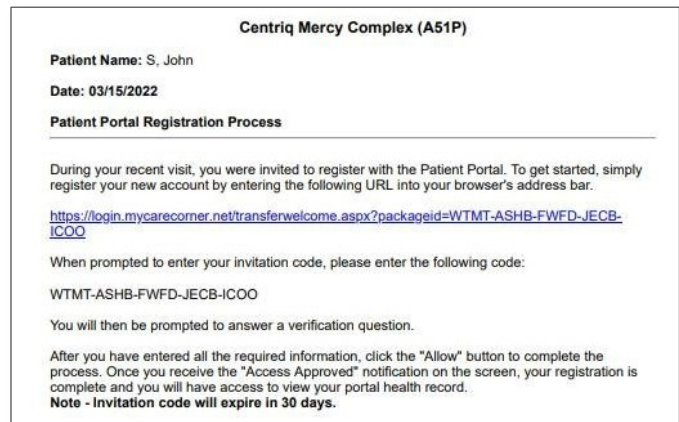 Centriq Mercy Complex (A51P)
Patient Name: S, John
Date: 03/15/2022
Patient Portal Registration Process
During your recent visit, you were invited to register with the Patient Portal. To get started, simply
register your new account by entering the following URL into your browser's address bar.
https://login.mycarecorner.net/transferwelcome.aspx?packageid=WTMT-ASHB-FWFD-JECB-
ICOO
When prompted to enter your invitation code, please enter the following code:
WTMT-ASHB-FWFD-JECB-ICOO
You will then be prompted to answer a verification question.
After you have entered all the required information, click the "Allow" button to complete the
process. Once you receive the "Access Approved" notification on the screen, your registration is
complete and you will have access to view your portal health record.
Note - Invitation code will expire in 30 days.